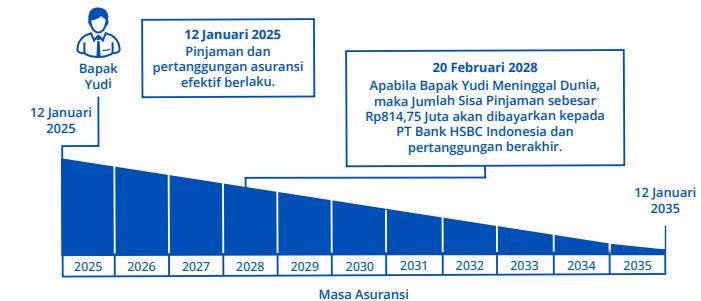 Bapak
Yudi
12 Januari
2025
12 Januari 2025
Pinjaman dan
pertanggungan asuransi
efektif berlaku.
20 Februari 2028
Apabila Bapak Yudi Meninggal Dunia,
maka Jumlah Sisa Pinjaman sebesar
Rp814,75 Juta akan dibayarkan kepada
PT Bank HSBC Indonesia dan
pertanggungan berakhir.
12 Januari
2035
2025 2026 2027 2028 2029 2030 2031 2032 2033 2034 2035
Masa Asuransi